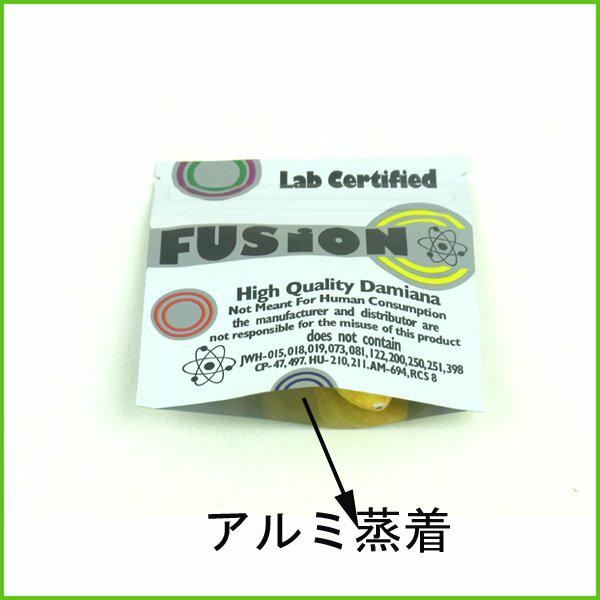 Lab Certified
FUSiON
High Quality Damiana
Not Meant For Human Consumption
the manufacturer and distributor are
not responsible for the misuse of this product
does not contain
JWH-015,018,019,073,081,122,200,250,251,398
CP-47,497. HU-210,211.AM-694,RCS 8
アルミ蒸着